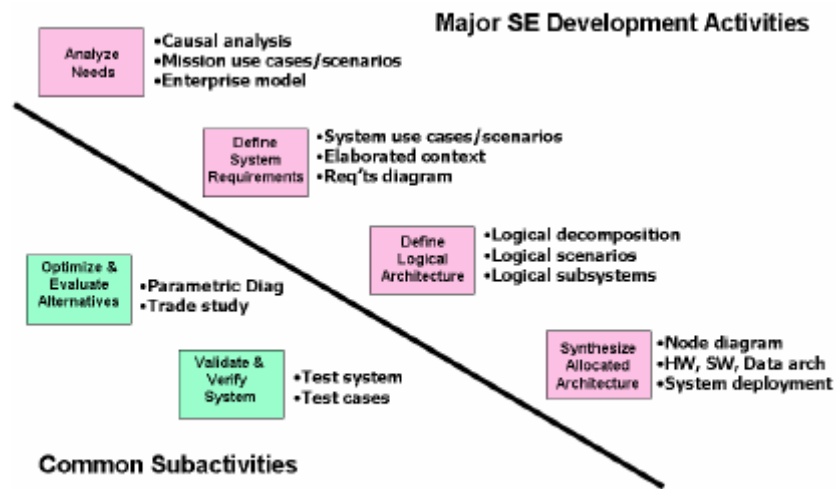 Major SE Development Activities
Analyze
Needs
•Causal analysis
•Mission use cases/scenarios
•Enterprise model
Define
System
Requirements
•System use cases/scenarios
•Elaborated context
•Req'ts diagram
Define
Logical
Architecture
•Logical decomposition
•Logical scenarios
•Logical subsystems
Optimize &
Evaluate
Alternatives
•Parametric Diag
•Trade study
Synthesize
Allocated
Architecture
•Node diagram
•HW, SW, Data arch
•System deployment
Validate &
Verify
System
•Test system
•Test cases
Common Subactivities